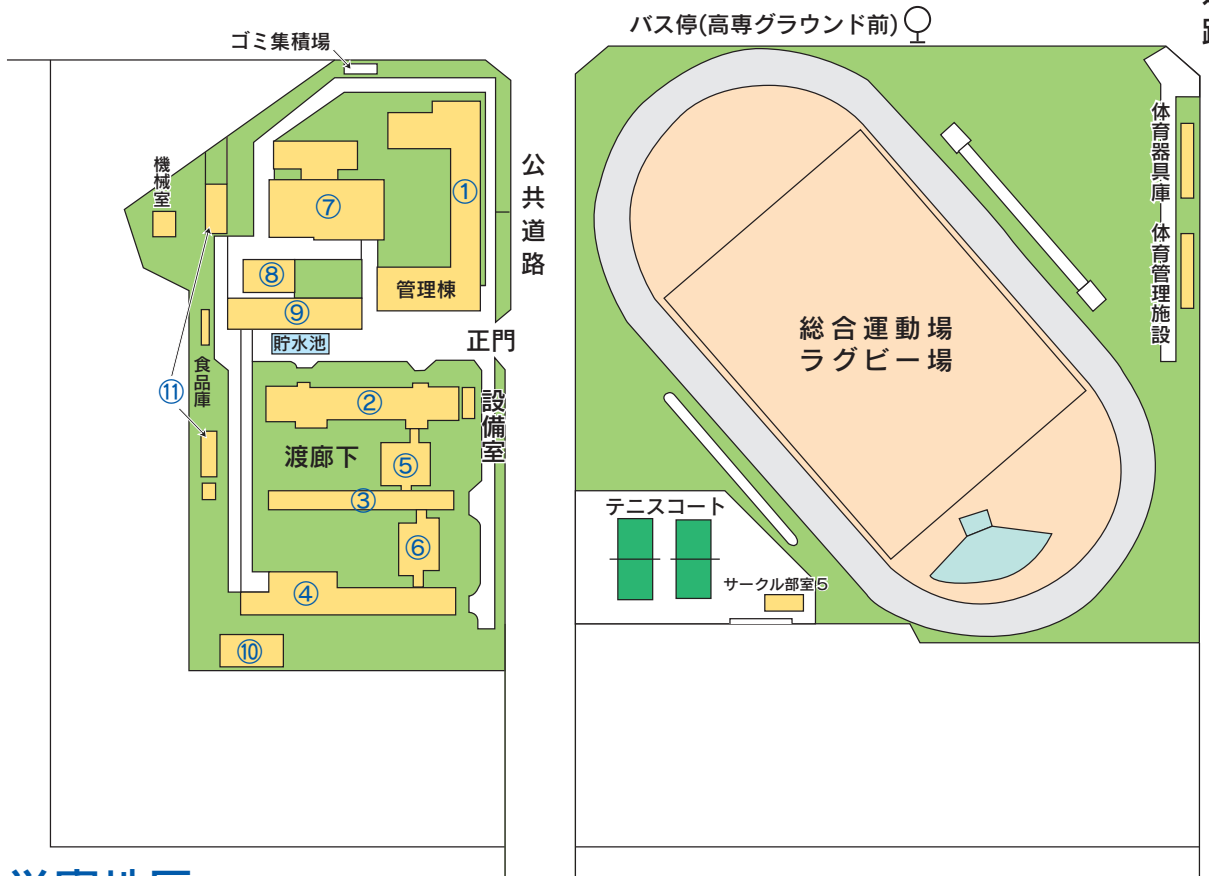 バス停(高専グラウンド前)
ゴミ集積場
機械室
公共道路
体育器具庫
体育管理施設
①
⑦
⑧
管理棟
⑨
貯水池
正門
食品庫
⑪
②
設備室
渡廊下
⑤
③
⑥
④
⑩
総合運動場
ラグビー場
テニスコート
サークル部室5